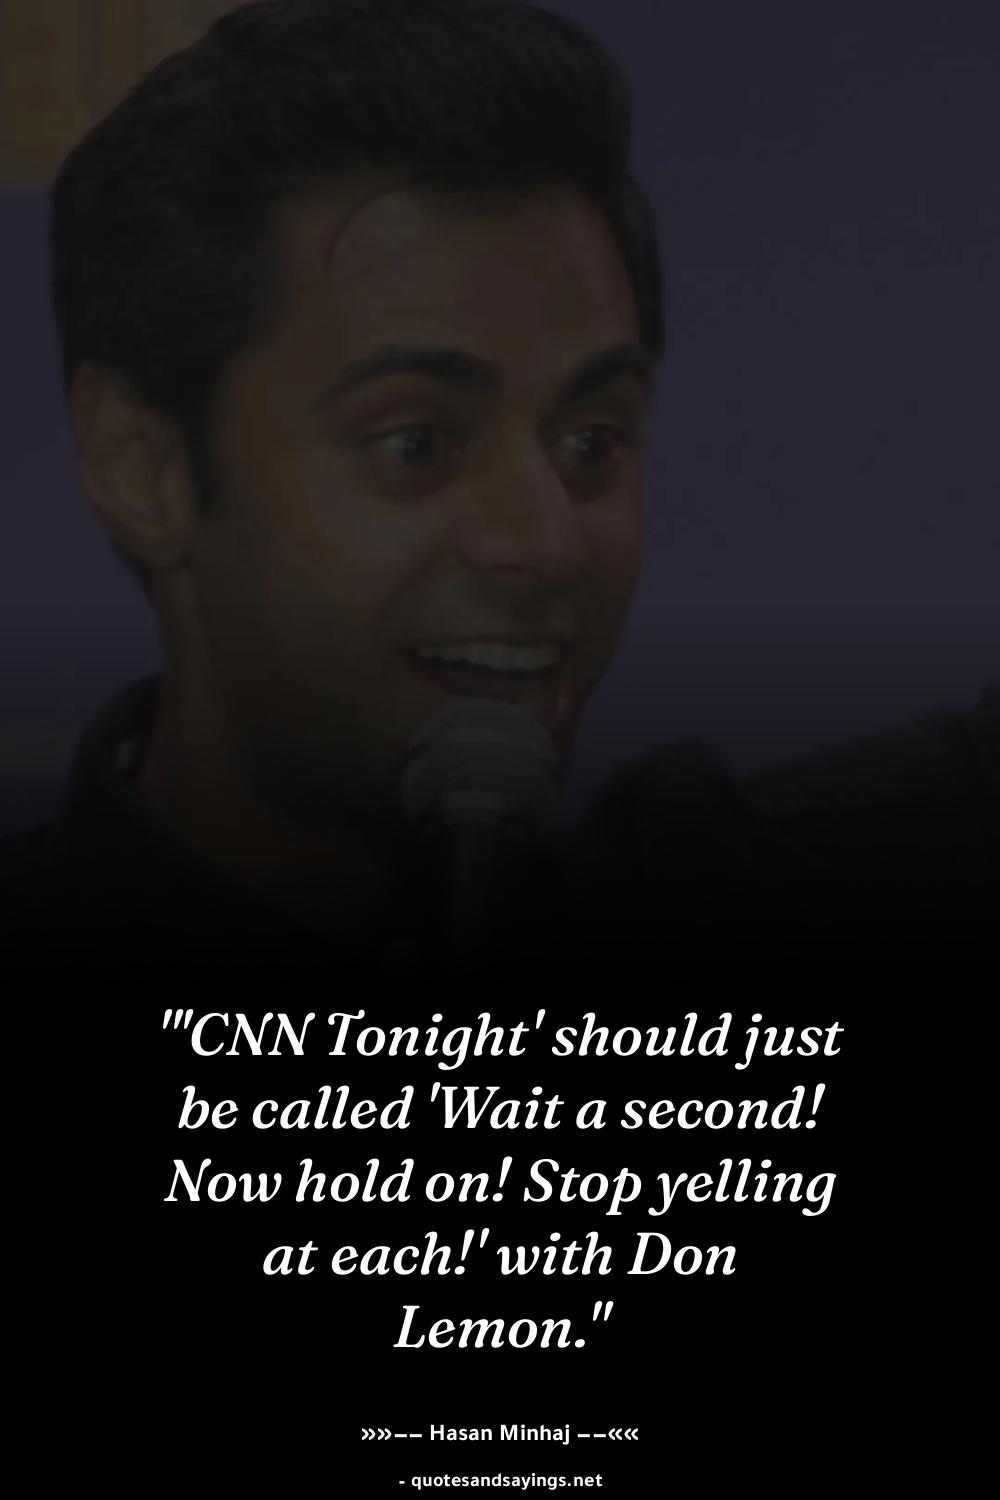 "'CNN Tonight' should just
be called 'Wait a second!
Now hold on! Stop yelling
at each!' with Don
Lemon."
»»−− Hasan Minhaj −−««
- quotesandsayings.net